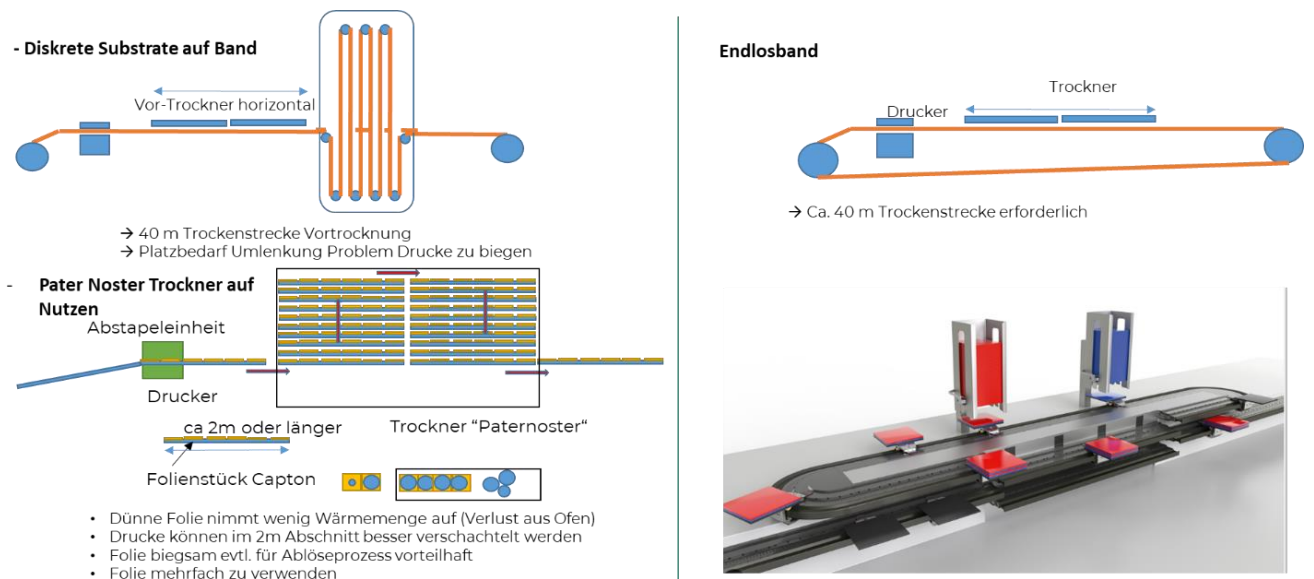 - Diskrete Substrate auf Band
Vor-Trockner horizontal
→ 40 m Trockenstrecke Vortrocknung
→ Platzbedarf Umlenkung Problem Drucke zu biegen
- Pater Noster Trockner auf
Nutzen
Abstapeleinheit
Drucker
ca 2m oder länger
Trockner "Paternoster“
Folienstück Capton
• Dünne Folie nimmt wenig Wärmemenge auf (Verlust aus Ofen)
• Drucke können im 2m Abschnitt besser verschachtelt werden
• Folie biegsam evtl. für Ablöseprozess vorteilhaft
• Folie mehrfach zu verwenden
Endlosband
Trockner
Drucker
→ Ca. 40 m Trockenstrecke erforderlich